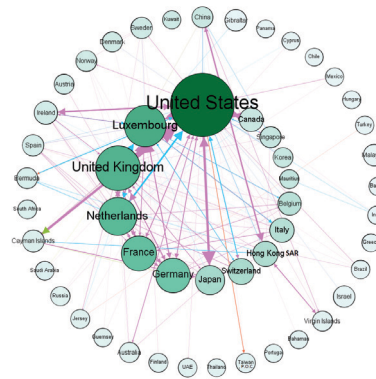 Kuwait
China
Gibraltar
Sweden
Panama
Denmark
Cyprus
Norway
Chile
Austria
Mexico
United States
Hungary
Ireland
Luxembourg
Canada
Turkey
Singapore
Spain
Korea
United Kingdom
Mauritius
Bermuda
Belgium
Netherlands
South Africa
Italy
Greec
Cayman Islands
France
Hong Kong SAR
Germany
Japan
Switzerland
Brazil
Saudi Arabia
Israel
Russia
Virgin Islands
Jersey
Bahamas
Guernsey
Portugal
Australia
Finland
UAE
Thailand
Taiwan
P.O.C.